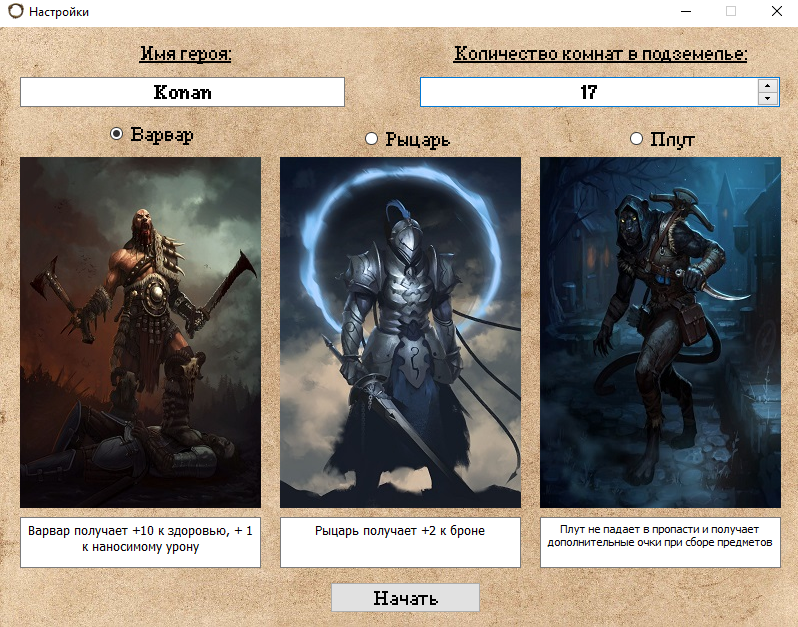 Настройки
Имя героя:
Количество комнат в подземелье:
Konan
17
Варвар
Рыцарь
Плут
Варвар получает +10 к здоровью, + 1
к наносимому урону
Рыцарь получает +2 к броне
Плут не падает в пропасти и получает
дополнительные очки при сборе предметов
Начать